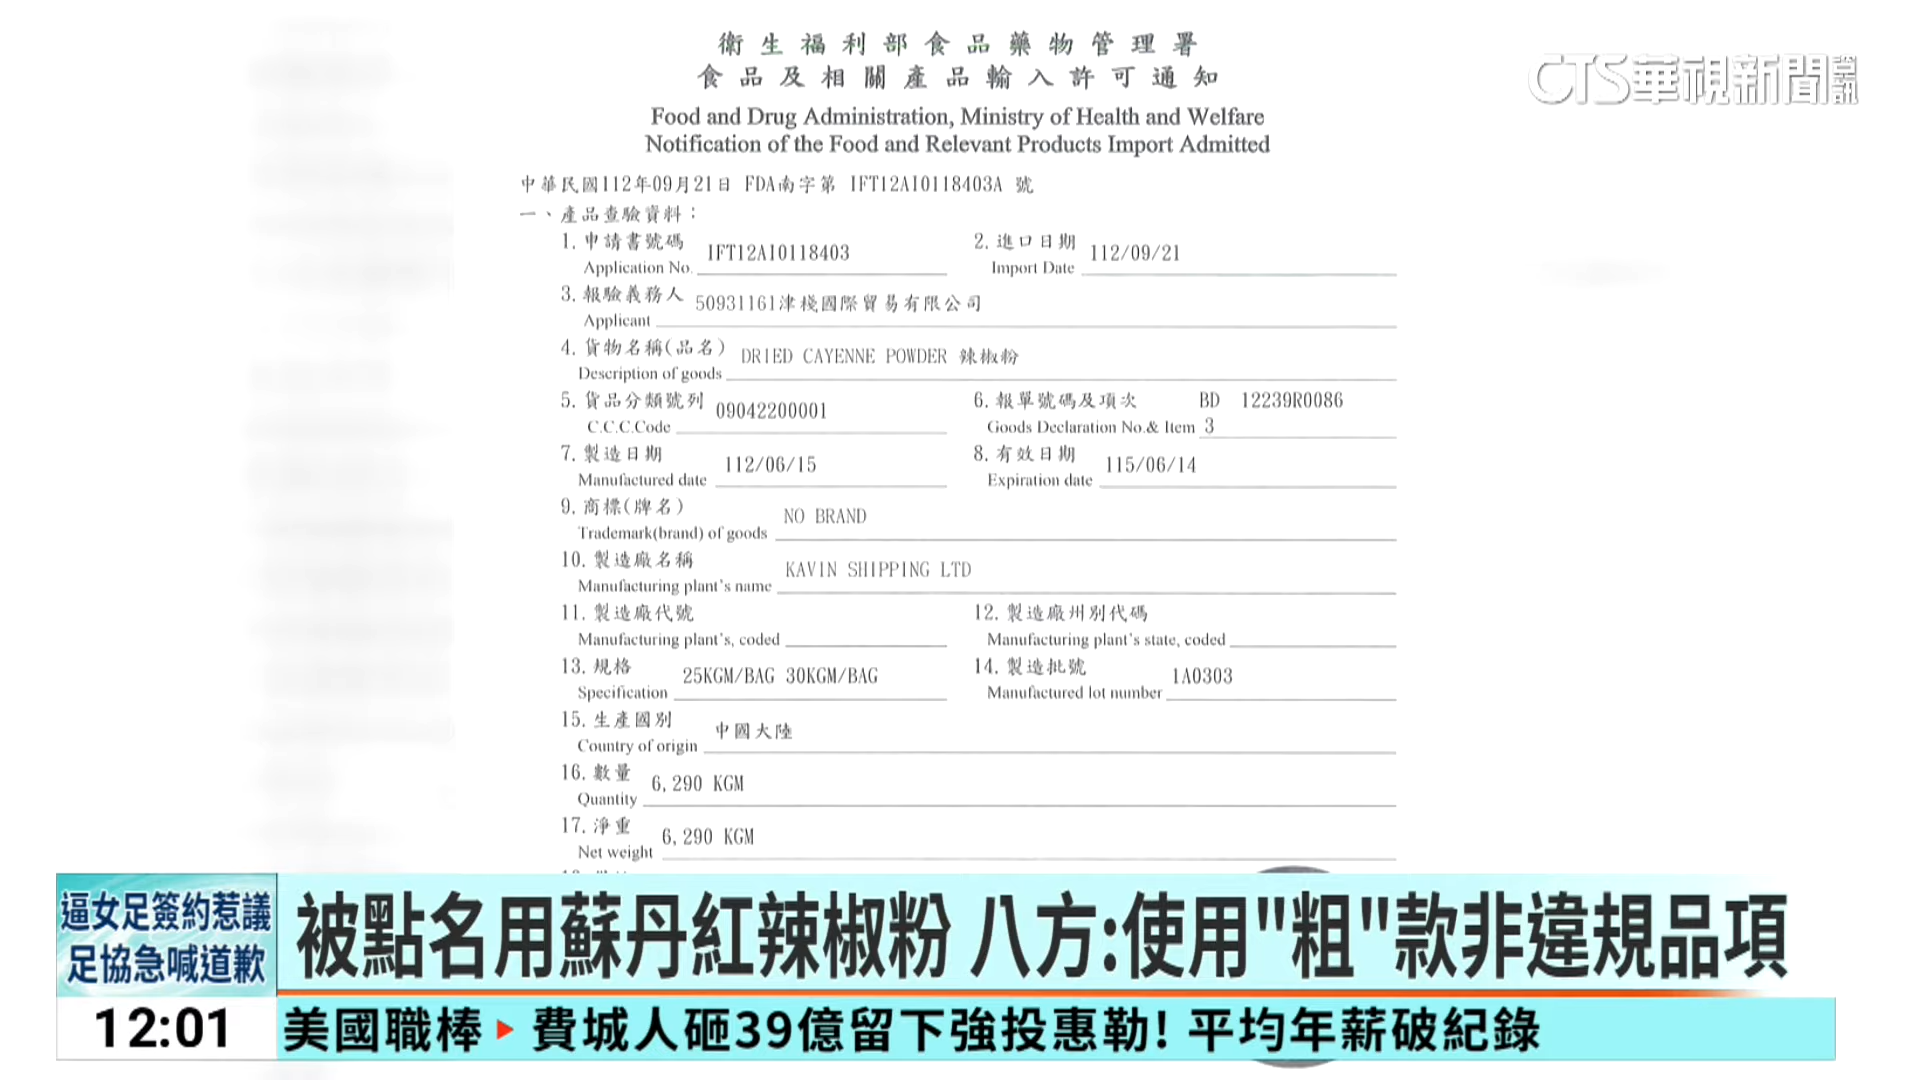 衛生福利部食品藥物管理署
食品及相關產品輸入許可通知
CTS華視新聞資訊
Food and Drug Administration, Ministry of Health and Welfare
Notification of the Food and Relevant Products Import Admitted
中華民國112年09月21日 FDA南字第 IFT12AI0118403A 號
一、產品查驗資料：
1. 申請書號碼 IFT12AI0118403 2. 進口日期 112/09/21
Application No. Import Date
3. 報驗義務人 50931161津棧國際貿易有限公司
Applicant
4. 貨物名稱(品名) DRIED CAYENNE POWDER 辣椒粉
Description of goods
5. 貨品分類號列 09042200001 6. 報單號碼及項次 BD 12239R0086
C.C.C.Code Goods Declaration No.& Item 3
7. 製造日期 112/06/15 8. 有效日期 115/06/14
Manufactured date Expiration date
9. 商標(牌名) NO BRAND
Trademark(brand) of goods
10. 製造廠名稱 KAVIN SHIPPING LTD
Manufacturing plant's name
11. 製造廠代號 12. 製造廠州別代碼
Manufacturing plant's, coded Manufacturing plant's state, coded
13. 規格 25KGM/BAG 30KGM/BAG 14. 製造批號 1A0303
Specification Manufactured lot number
15. 生產國別 中國大陸
Country of origin
16. 數量 6,290 KGM
Quantity
17. 淨重 6,290 KGM
Net weight
逼女足簽約惹議
足協急喊道歉
被點名用蘇丹紅辣椒粉 八方:使用"粗"款非違規品項
12:01
美國職棒▶費城人砸39億留下強投惠勒! 平均年薪破紀錄